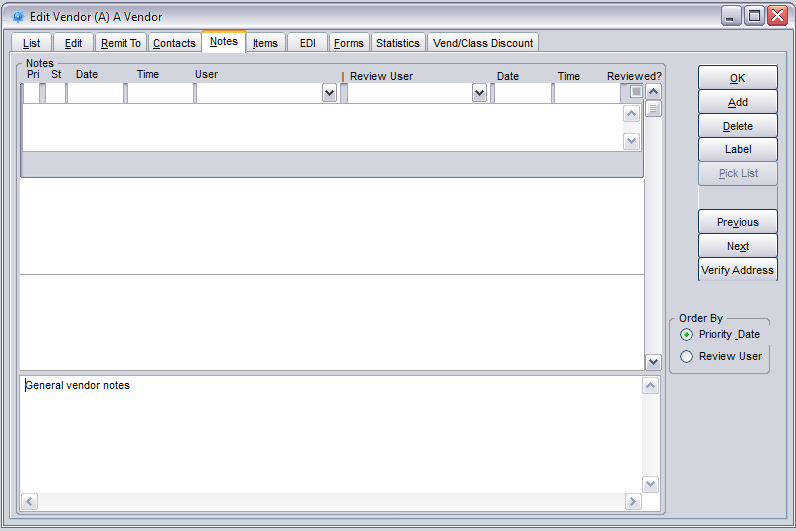 Edit Vendor (A) A Vendor
List Edit Remit To Contacts Notes Items EDI Forms Statistics Vend/Class Discount
Notes
Pri St Date Time User | Review User Date Time Reviewed?
General vendor notes
OK
Add
Delete
Label
Pick List
Previous
Next
Verify Address
Order By
Priority_Date
Review User